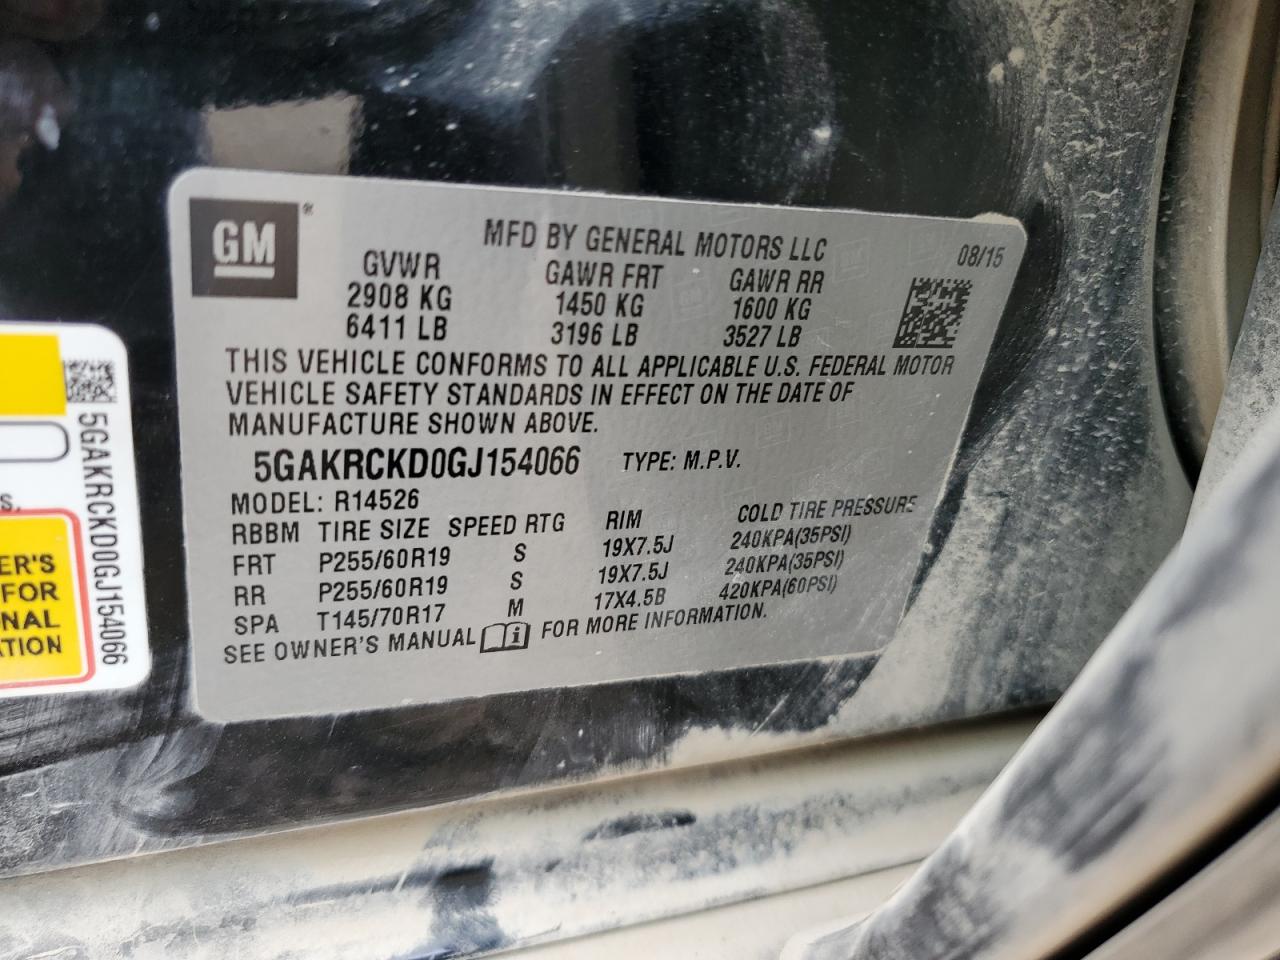 GM®
MFD BY GENERAL MOTORS LLC
08/15
GVWR GAWR FRT GAWR RR
2908 KG 1450 KG 1600 KG
6411 LB 3196 LB 3527 LB
THIS VEHICLE CONFORMS TO ALL APPLICABLE U.S. FEDERAL MOTOR
VEHICLE SAFETY STANDARDS IN EFFECT ON THE DATE OF
MANUFACTURE SHOWN ABOVE.
5GAKRCKD0GJ154066 TYPE: M.P.V.
MODEL: R14526
RBBM TIRE SIZE SPEED RTG RIM COLD TIRE PRESSURE
FRT P255/60R19 S 19X7.5J 240KPA(35PSI)
RR P255/60R19 S 19X7.5J 240KPA(35PSI)
SPA T145/70R17 M 17X4.5B 420KPA(60PSI)
SEE OWNER'S MANUAL i FOR MORE INFORMATION.
5GAKRCKD0GJ154066
S.
ER'S
FOR
NAL
TION